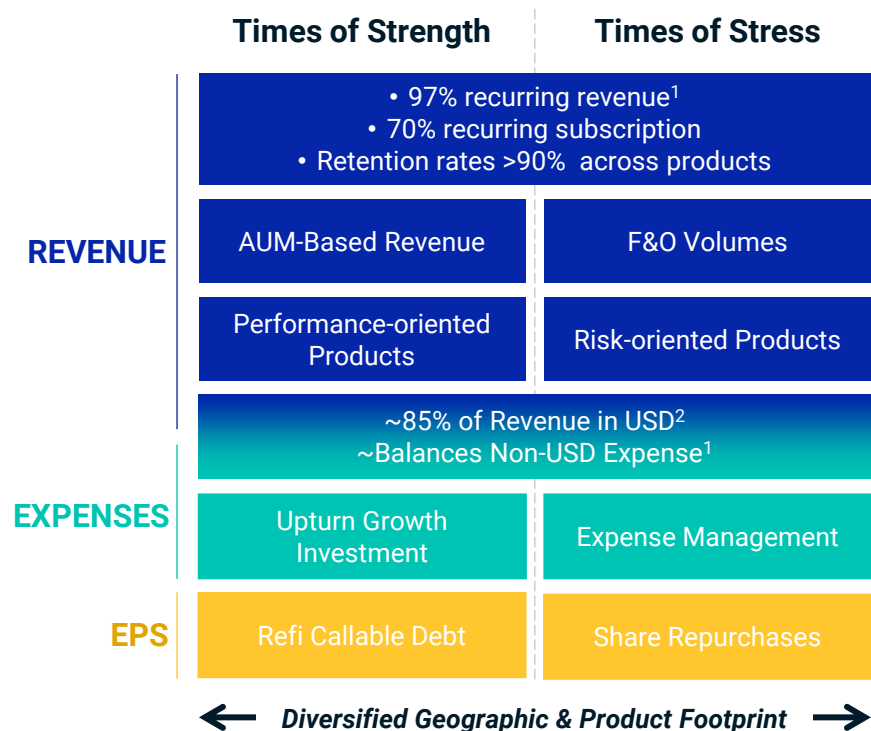 Times of Strength
Times of Stress
REVENUE
• 97% recurring revenue1
• 70% recurring subscription
• Retention rates >90% across products
AUM-Based Revenue
F&O Volumes
Performance-oriented
Products
Risk-oriented Products
~85% of Revenue in USD2
~Balances Non-USD Expense1
EXPENSES
Upturn Growth
Investment
Expense Management
EPS
Refi Callable Debt
Share Repurchases
Diversified Geographic & Product Footprint